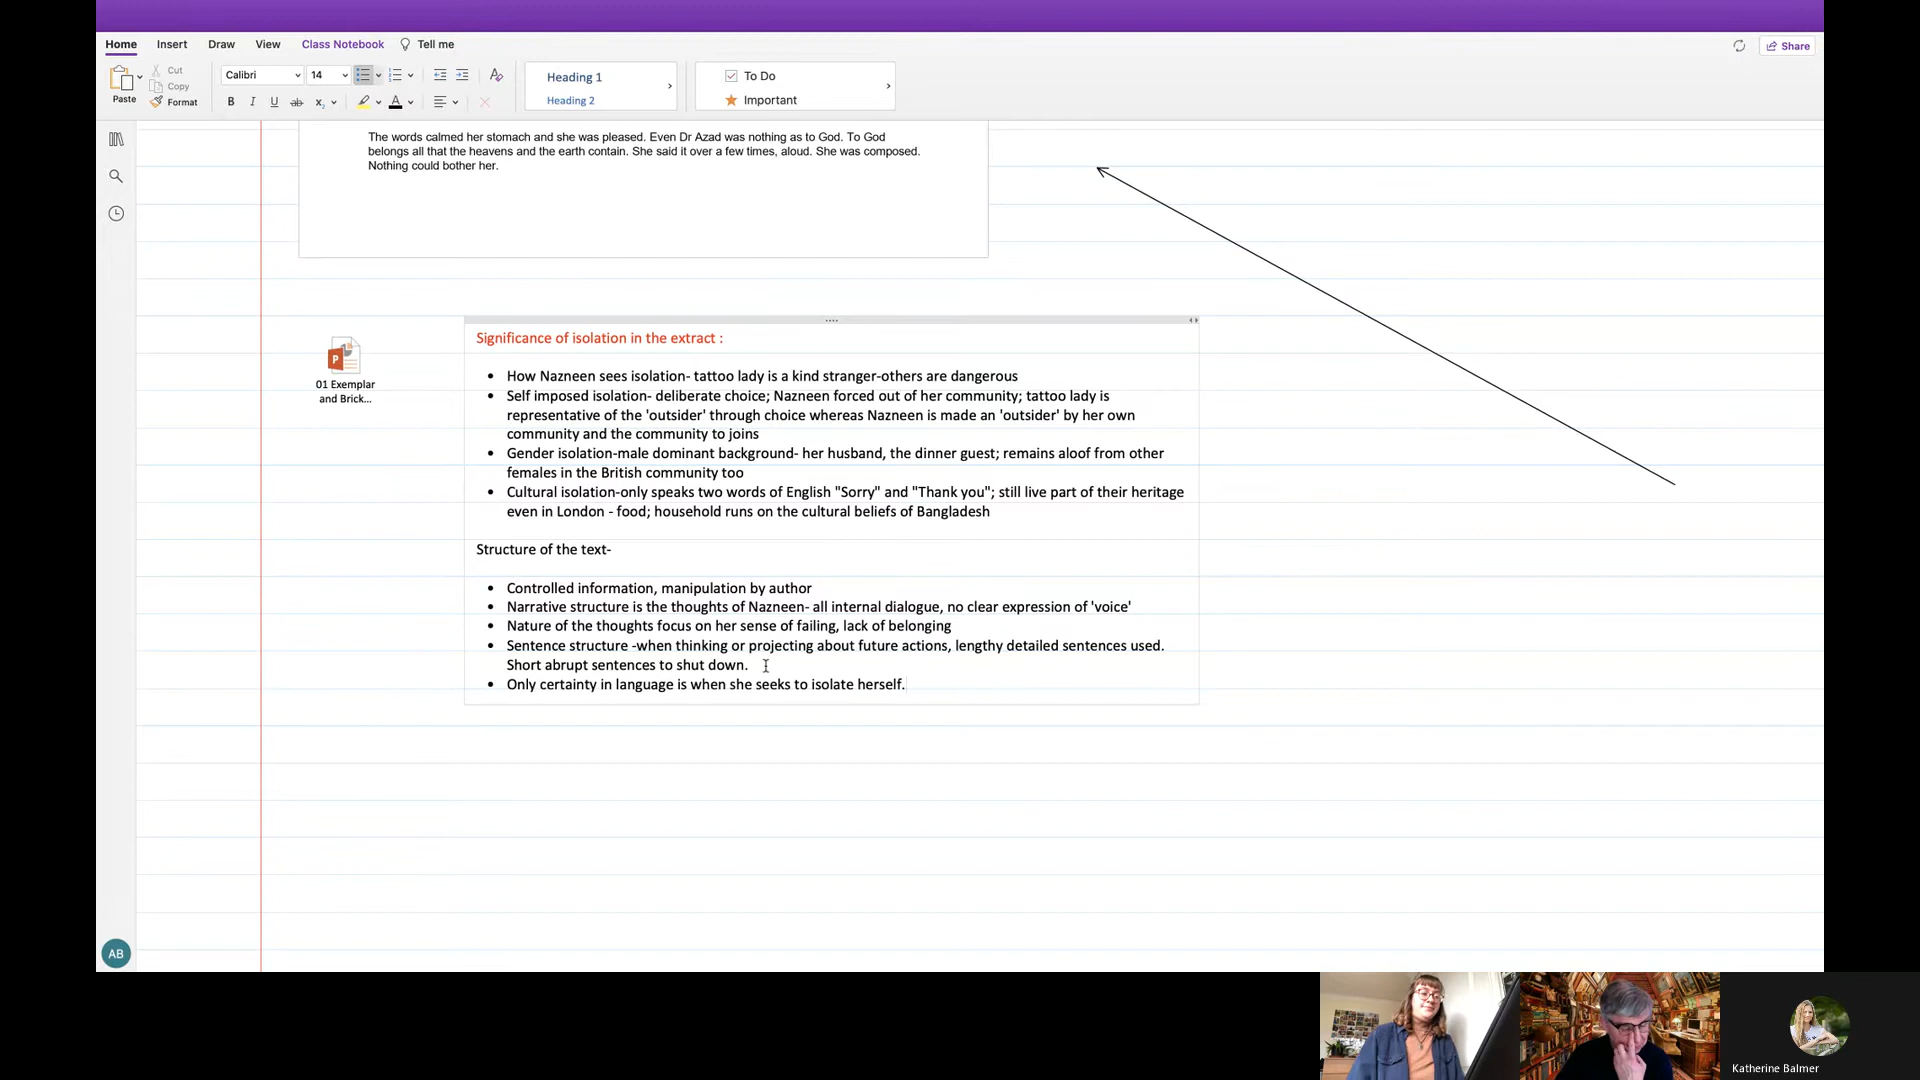 Home Insert Draw View Class Notebook Tell me Share
Paste Cut Copy Format
Calibri 14
B I U ab x₂ A
Heading 1
Heading 2
To Do
Important
The words calmed her stomach and she was pleased. Even Dr Azad was nothing as to God. To God
belongs all that the heavens and the earth contain. She said it over a few times, aloud. She was composed.
Nothing could bother her.
01 Exemplar
and Brick...
Significance of isolation in the extract :
• How Nazneen sees isolation- tattoo lady is a kind stranger-others are dangerous
• Self imposed isolation- deliberate choice; Nazneen forced out of her community; tattoo lady is
representative of the 'outsider' through choice whereas Nazneen is made an 'outsider' by her own
community and the community to joins
• Gender isolation-male dominant background- her husband, the dinner guest; remains aloof from other
females in the British community too
• Cultural isolation-only speaks two words of English "Sorry" and "Thank you"; still live part of their heritage
even in London - food; household runs on the cultural beliefs of Bangladesh
Structure of the text-
• Controlled information, manipulation by author
• Narrative structure is the thoughts of Nazneen- all internal dialogue, no clear expression of 'voice'
• Nature of the thoughts focus on her sense of failing, lack of belonging
• Sentence structure -when thinking or projecting about future actions, lengthy detailed sentences used.
Short abrupt sentences to shut down.
• Only certainty in language is when she seeks to isolate herself.
AB
Katherine Balmer